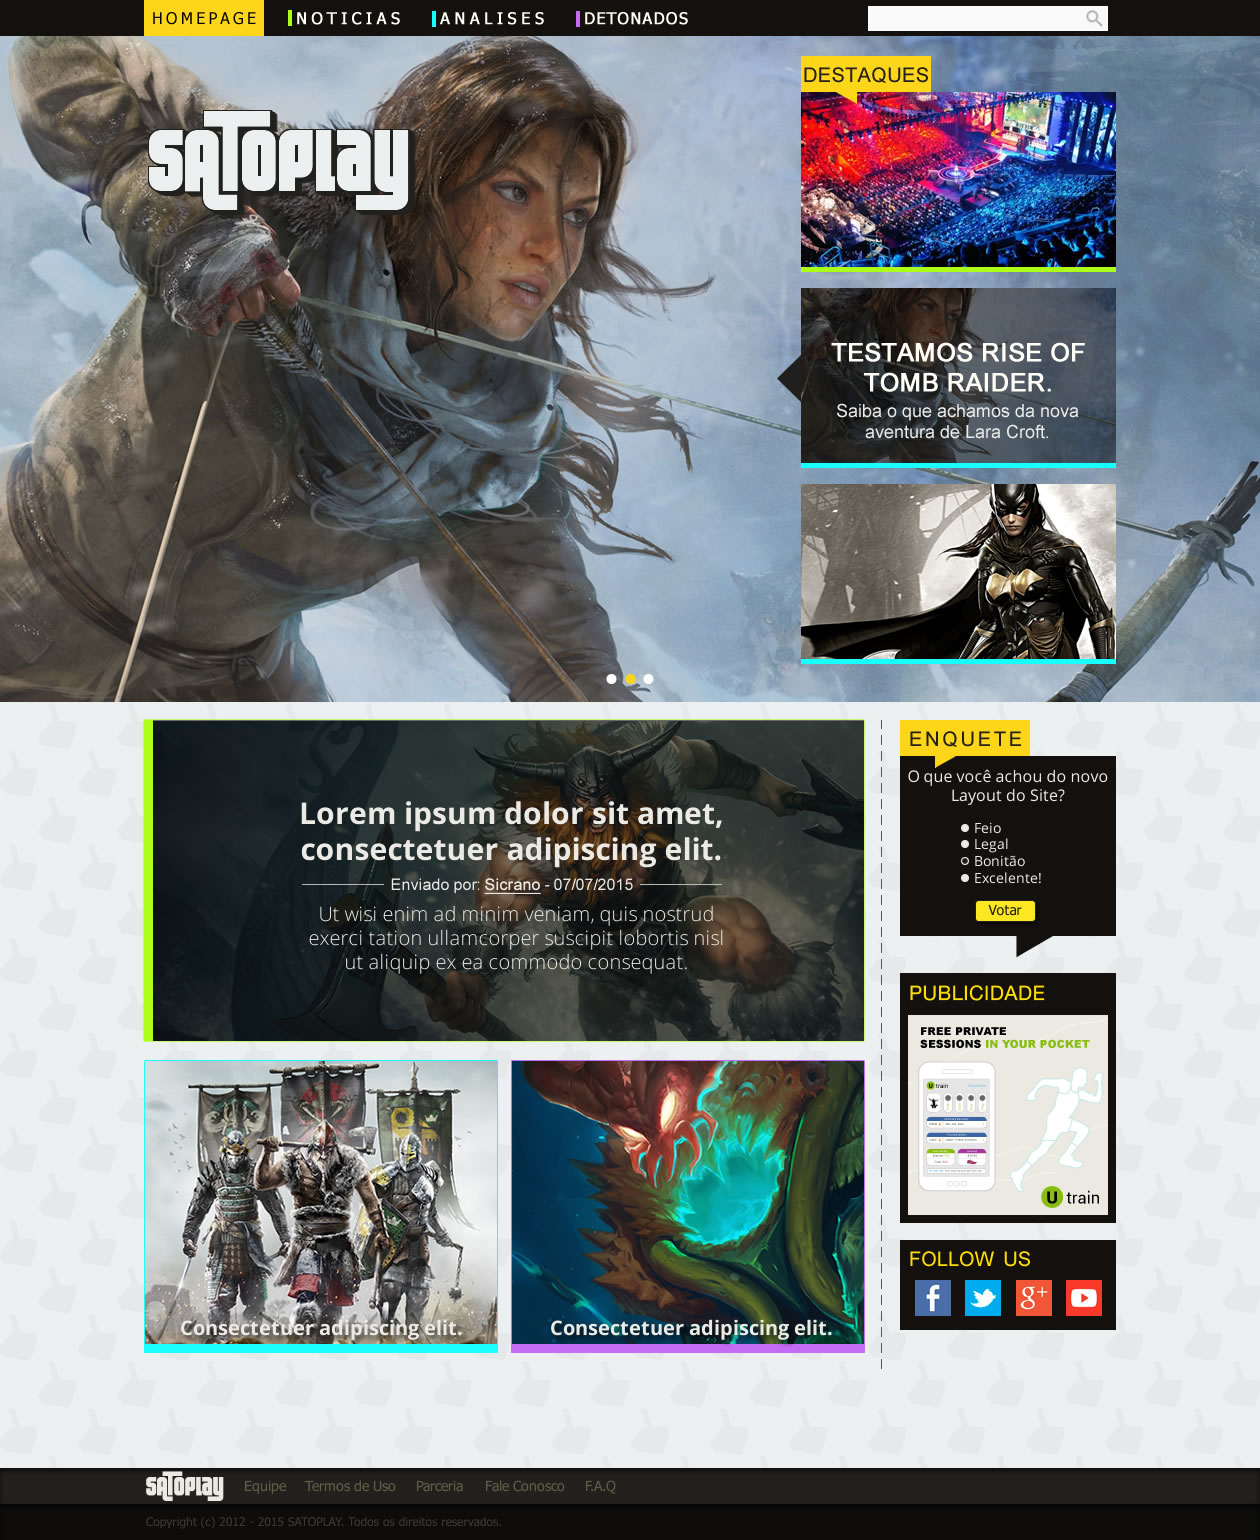 HOMEPAGE
NOTICIAS
ANALISES
DETONADOS
SATOPLAY
DESTAQUES
TESTAMOS RISE OF
TOMB RAIDER.
Saiba o que achamos da nova
aventura de Lara Croft.
Lorem ipsum dolor sit amet,
consectetuer adipiscing elit.
Enviado por: Sicrano - 07/07/2015
Ut wisi enim ad minim veniam, quis nostrud
exerci tation ullamcorper suscipit lobortis nisl
ut aliquip ex ea commodo consequat.
Consectetuer adipiscing elit.
Consectetuer adipiscing elit.
ENQUETE
O que você achou do novo
Layout do Site?
Feio
Legal
Bonitão
Excelente!
Votar
PUBLICIDADE
FREE PRIVATE
SESSIONS IN YOUR POCKET
U train
U train
FOLLOW US
f
g+
SATOPLAY
Equipe
Termos de Uso
Parceria
Fale Conosco
F.A.Q
Copyright (c) 2012 - 2015 SATOPLAY. Todos os direitos reservados.